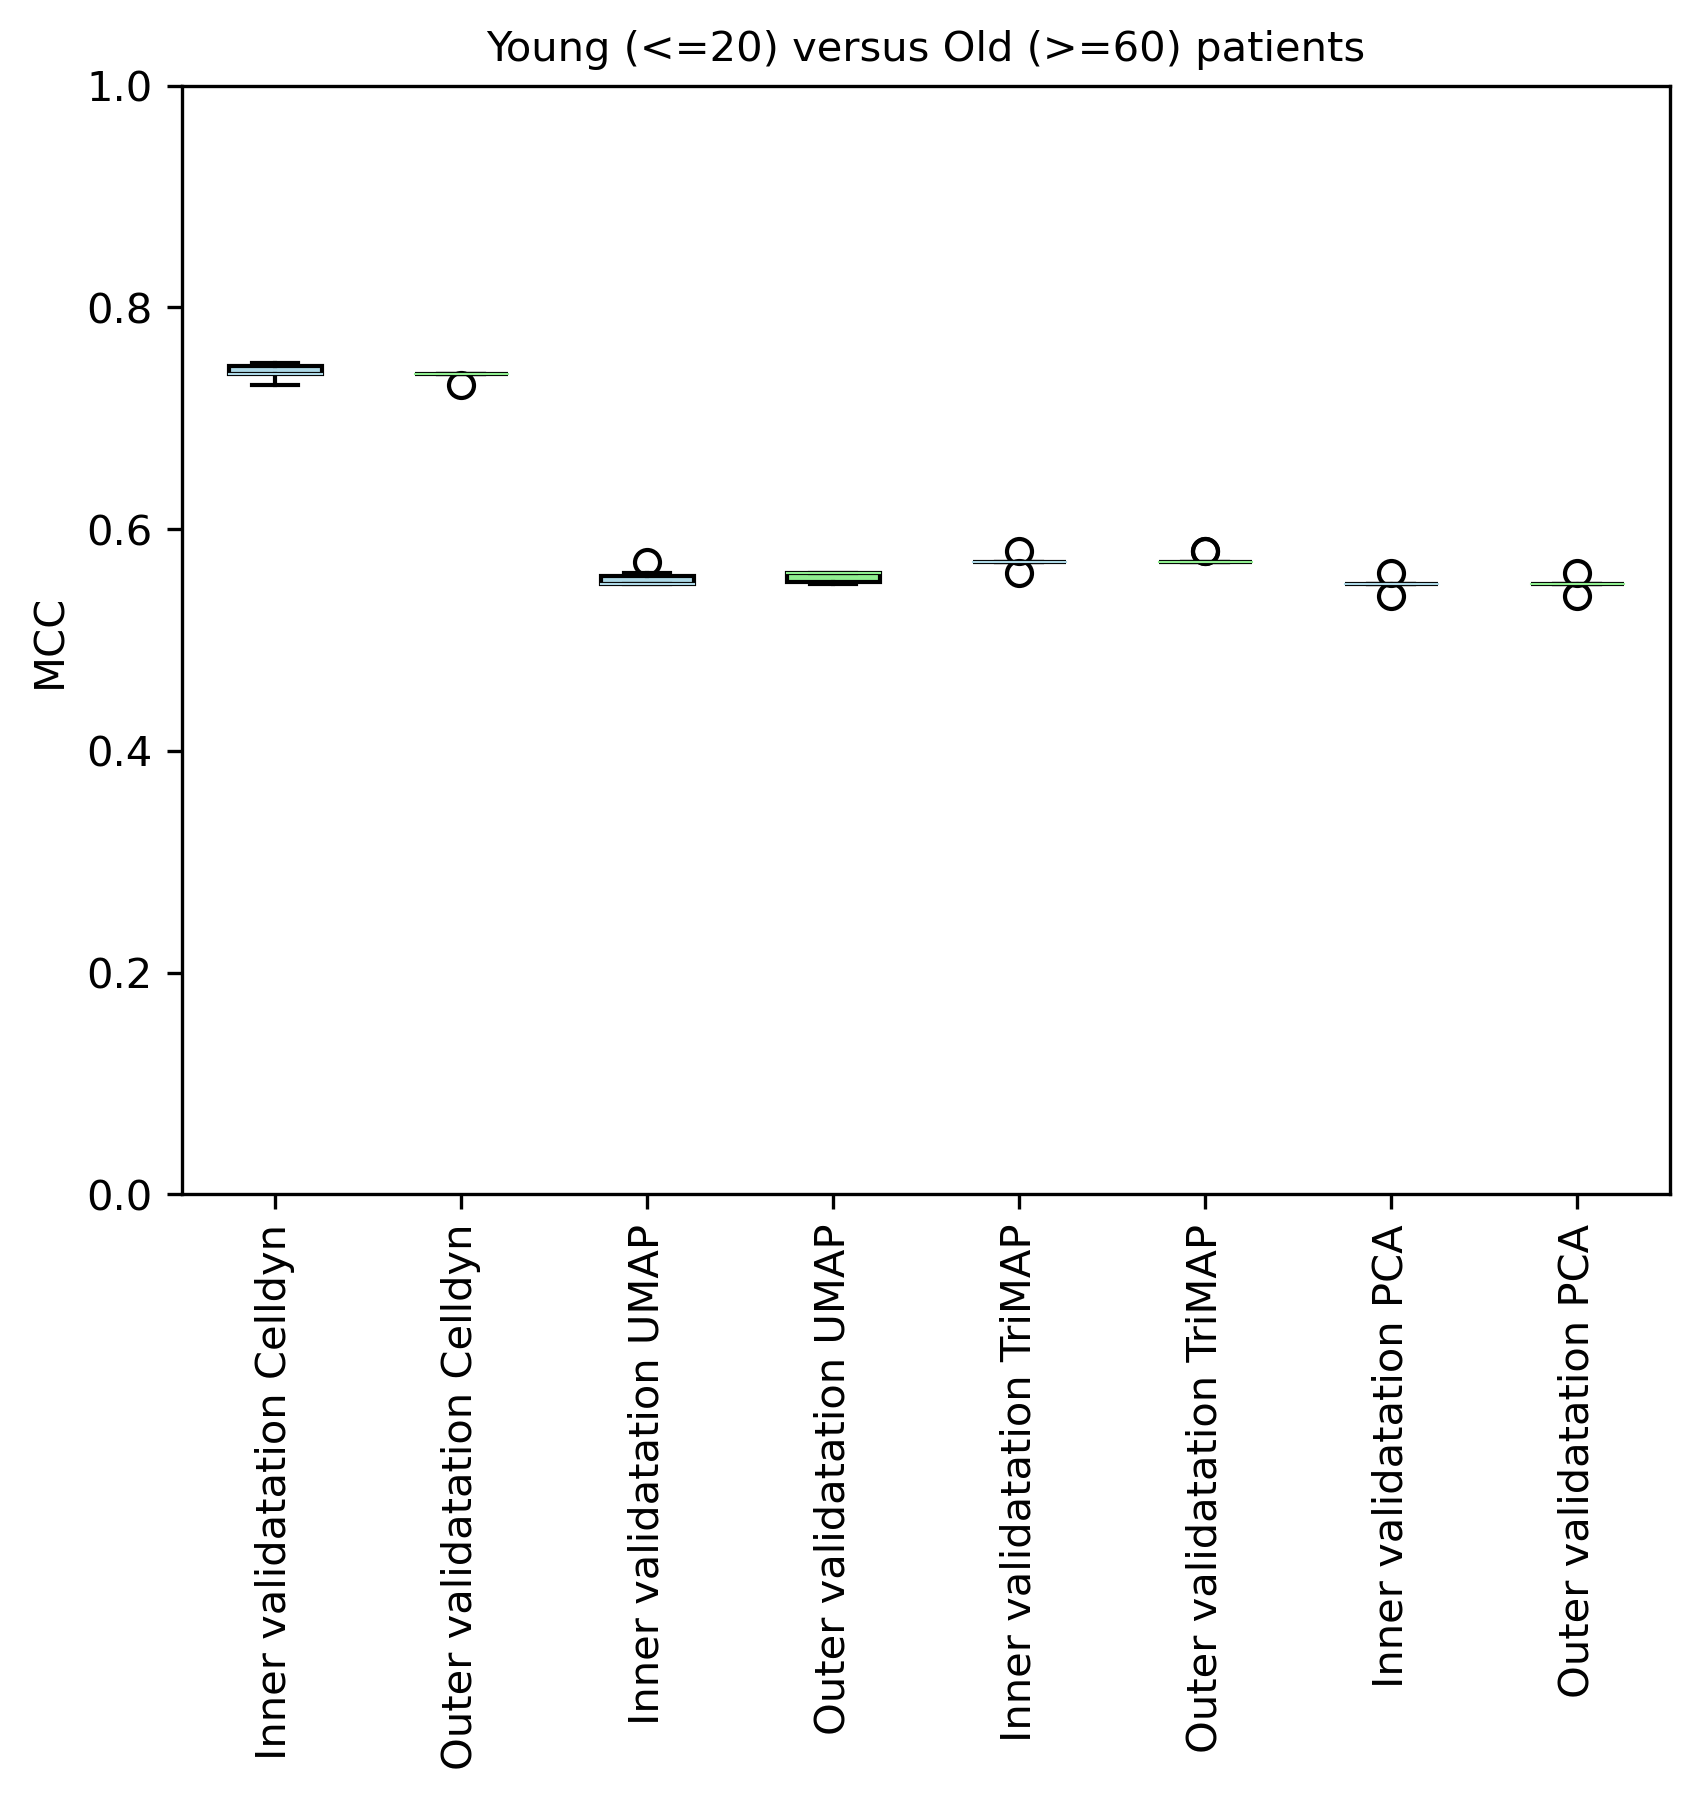 Young (<=20) versus Old (>=60) patients
1.0
0.8
0.6
0.4
0.2
0.0
MCC
Inner validatation Celldyn
Outer validatation Celldyn
Inner validatation UMAP
Outer validatation UMAP
Inner validatation TriMAP
Outer validatation TriMAP
Inner validatation PCA
Outer validatation PCA